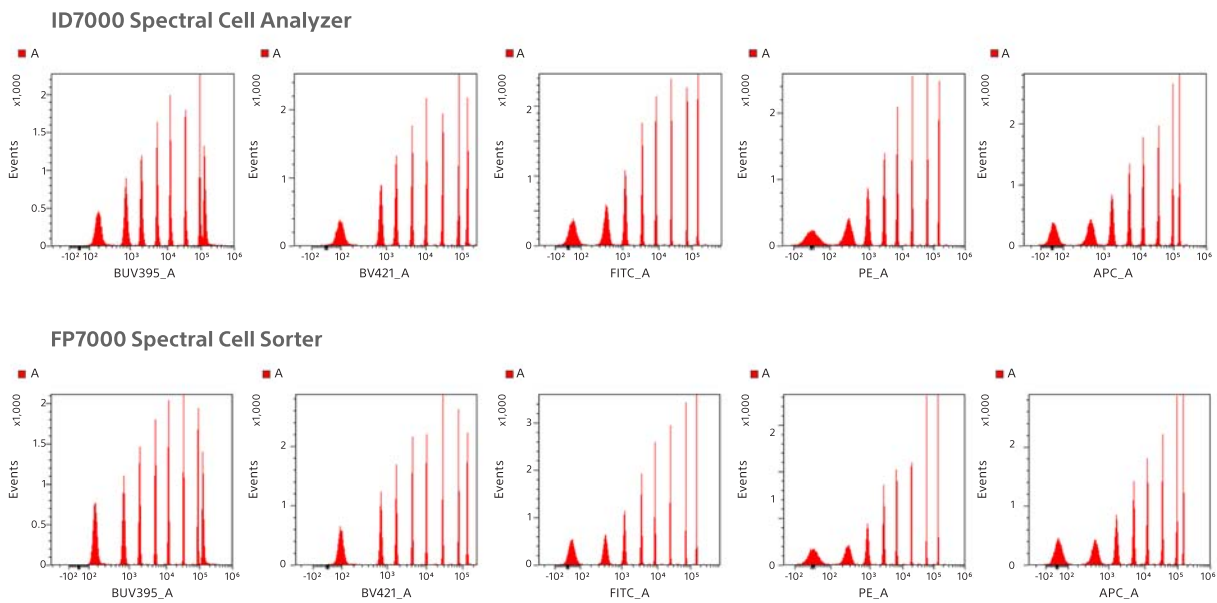 ID7000 Spectral Cell Analyzer
A A A A A
x1,000 x1,000 x1,000 x1,000 x1,000
Events Events Events Events Events
2 1.5 1 0.5 0
2 1 0
2 1 0
2 1 0
2 1 0
-10² 10² 10³ 10⁴ 10⁵ 10⁶
-10² 10² 10³ 10⁴ 10⁵
-10² 10² 10³ 10⁴ 10⁵
-10² 10² 10³ 10⁴ 10⁵ 10⁶
-10² 10² 10³ 10⁴ 10⁵ 10⁶
BUV395_A BV421_A FITC_A PE_A APC_A
FP7000 Spectral Cell Sorter
A A A A A
x1,000 x1,000 x1,000 x1,000 x1,000
Events Events Events Events Events
2 1.5 1 0.5 0
2 1 0
3 2 1 0
2 1 0
2 1 0
-10² 10² 10³ 10⁴ 10⁵ 10⁶
-10² 10² 10³ 10⁴ 10⁵
-10² 10² 10³ 10⁴ 10⁵
-10² 10² 10³ 10⁴ 10⁵ 10⁶
-10² 10² 10³ 10⁴ 10⁵ 10⁶
BUV395_A BV421_A FITC_A PE_A APC_A